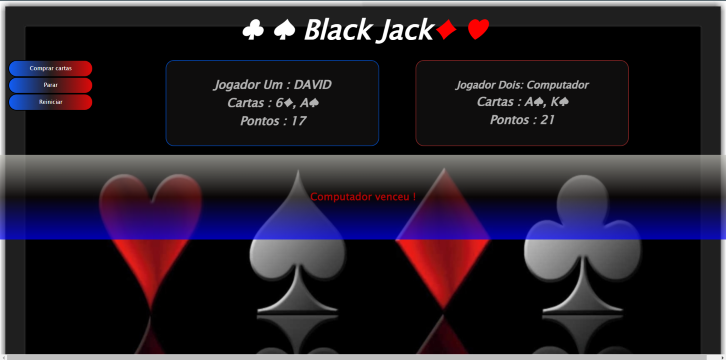 ♣ ♠ Black Jack♦ ♥
Comprar cartas
Parar
Reiniciar
Jogador Um : DAVID
Cartas : 6♦, A♠
Pontos : 17
Jogador Dois: Computador
Cartas : A♠, K♠
Pontos : 21
Computador venceu !